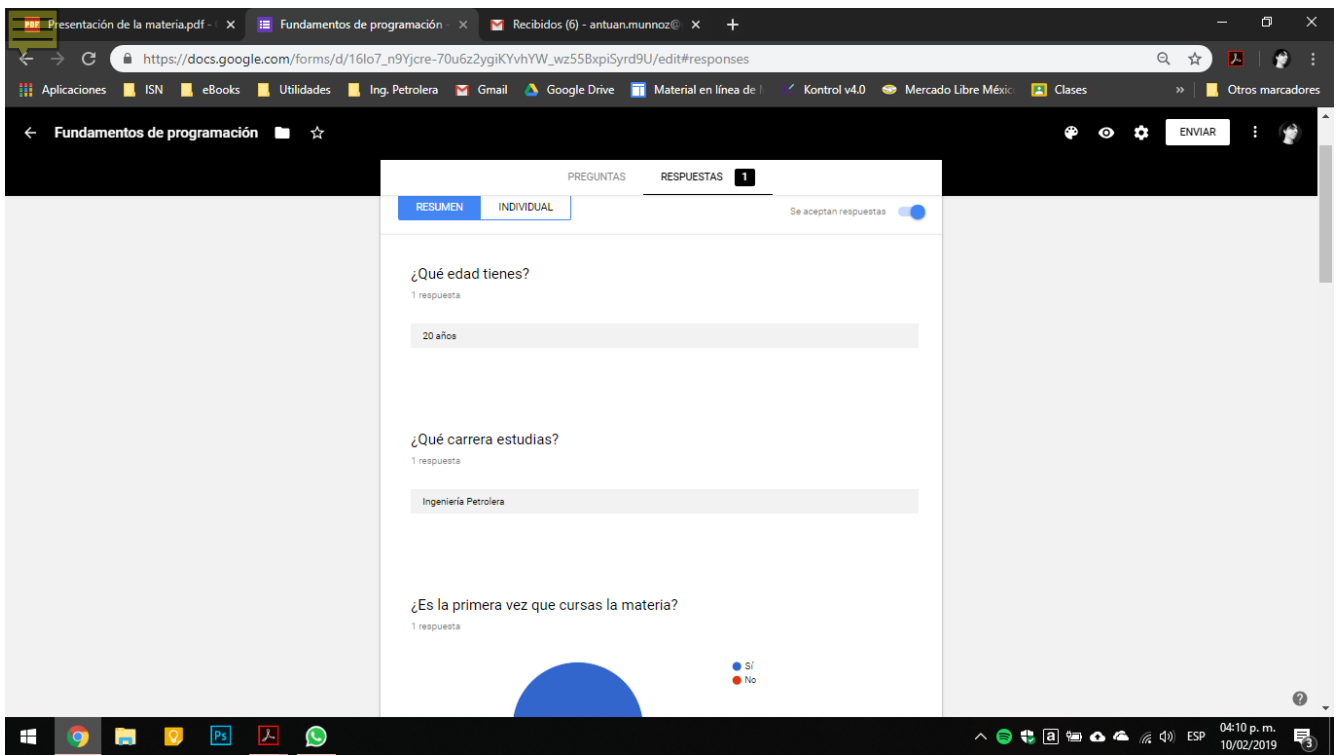 PDF Presentación de la materia.pdf - 
Fundamentos de programación -
Recibidos (6) - antuan.munnoz@
https://docs.google.com/forms/d/16lo7_n9Yjcre-70u6z2ygiKYvhYW_wz55BxpiSyrd9U/edit#responses
Aplicaciones ISN eBooks Utilidades Ing. Petrolera Gmail Google Drive Material en línea de Kontrol v4.0 Mercado Libre Méxic Clases » Otros marcadores
Fundamentos de programación
ENVIAR
PREGUNTAS RESPUESTAS 1
RESUMEN INDIVIDUAL Se aceptan respuestas
¿Qué edad tienes?
1 respuesta
20 años
¿Qué carrera estudias?
1 respuesta
Ingeniería Petrolera
¿Es la primera vez que cursas la materia?
1 respuesta
Sí
No
Ps a ESP 04:10 p. m.
10/02/2019 3